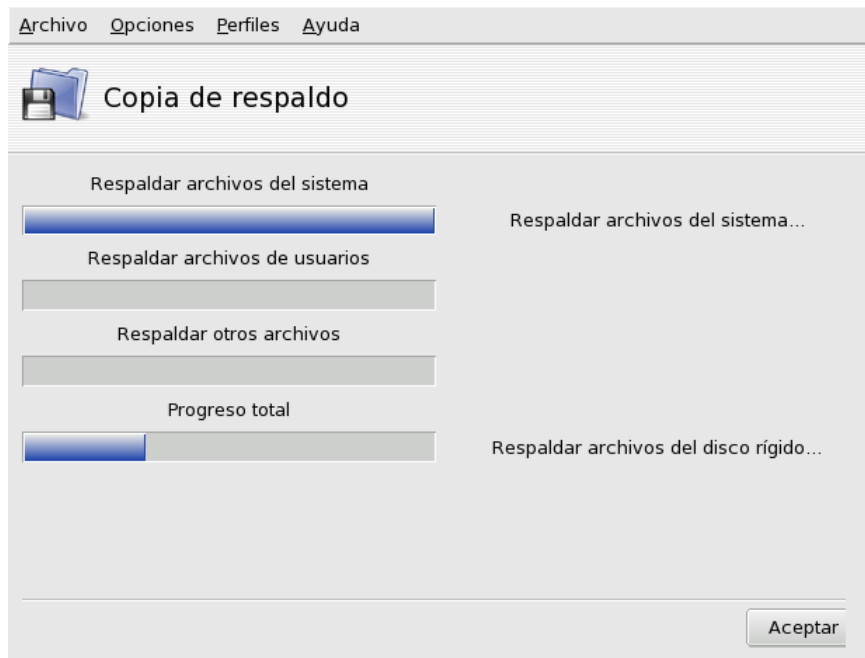 Archivo Opciones Perfiles Ayuda
Copia de respaldo
Respaldar archivos del sistema
Respaldar archivos del sistema...
Respaldar archivos de usuarios
Respaldar otros archivos
Progreso total
Respaldar archivos del disco rígido...
Aceptar